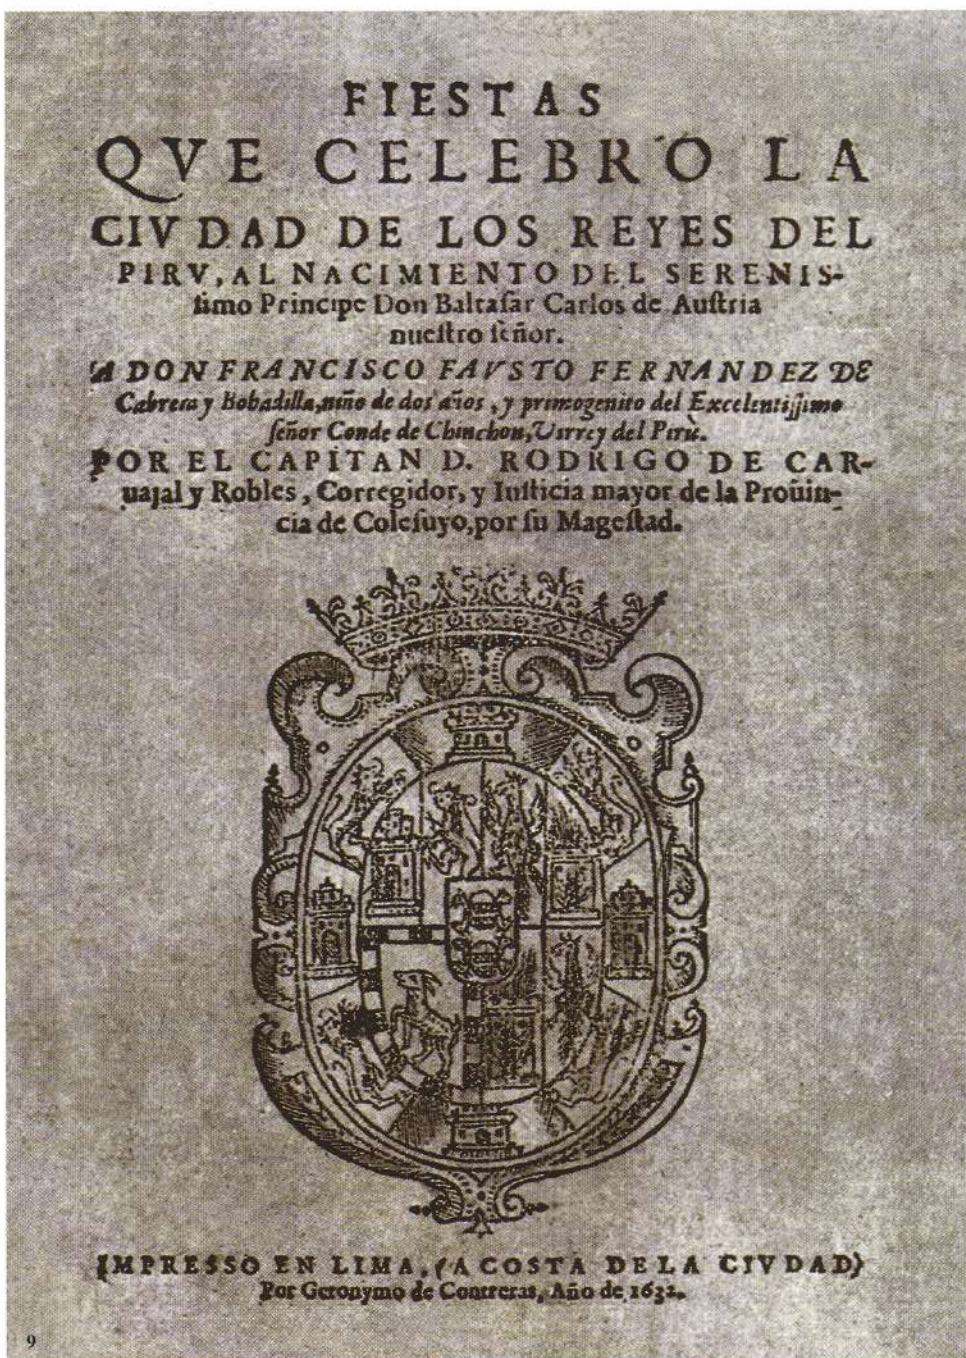 FIESTAS
QVE CELEBRO LA
CIVDAD DE LOS REYES DEL
PIRV, AL NACIMIENTO DEL SERENIS-
simo Principe Don Baltasar Carlos de Austria
nuestro señor.
A DON FRANCISCO FAVSTO FERNANDEZ DE
Cabrera y Bobadilla, niño de dos años, y primogenito del Excelentissimo
señor Conde de Chinchon, Virrey del Perù.
POR EL CAPITAN D. RODRIGO DE CAR-
uajal y Robles, Corregidor, y Iusticia mayor de la Prouin-
cia de Colesuyo, por su Magestad.
IMPRESSO EN LIMA, (A COSTA DE LA CIVDAD)
Por Geronymo de Contreras, Año de 1632.
9